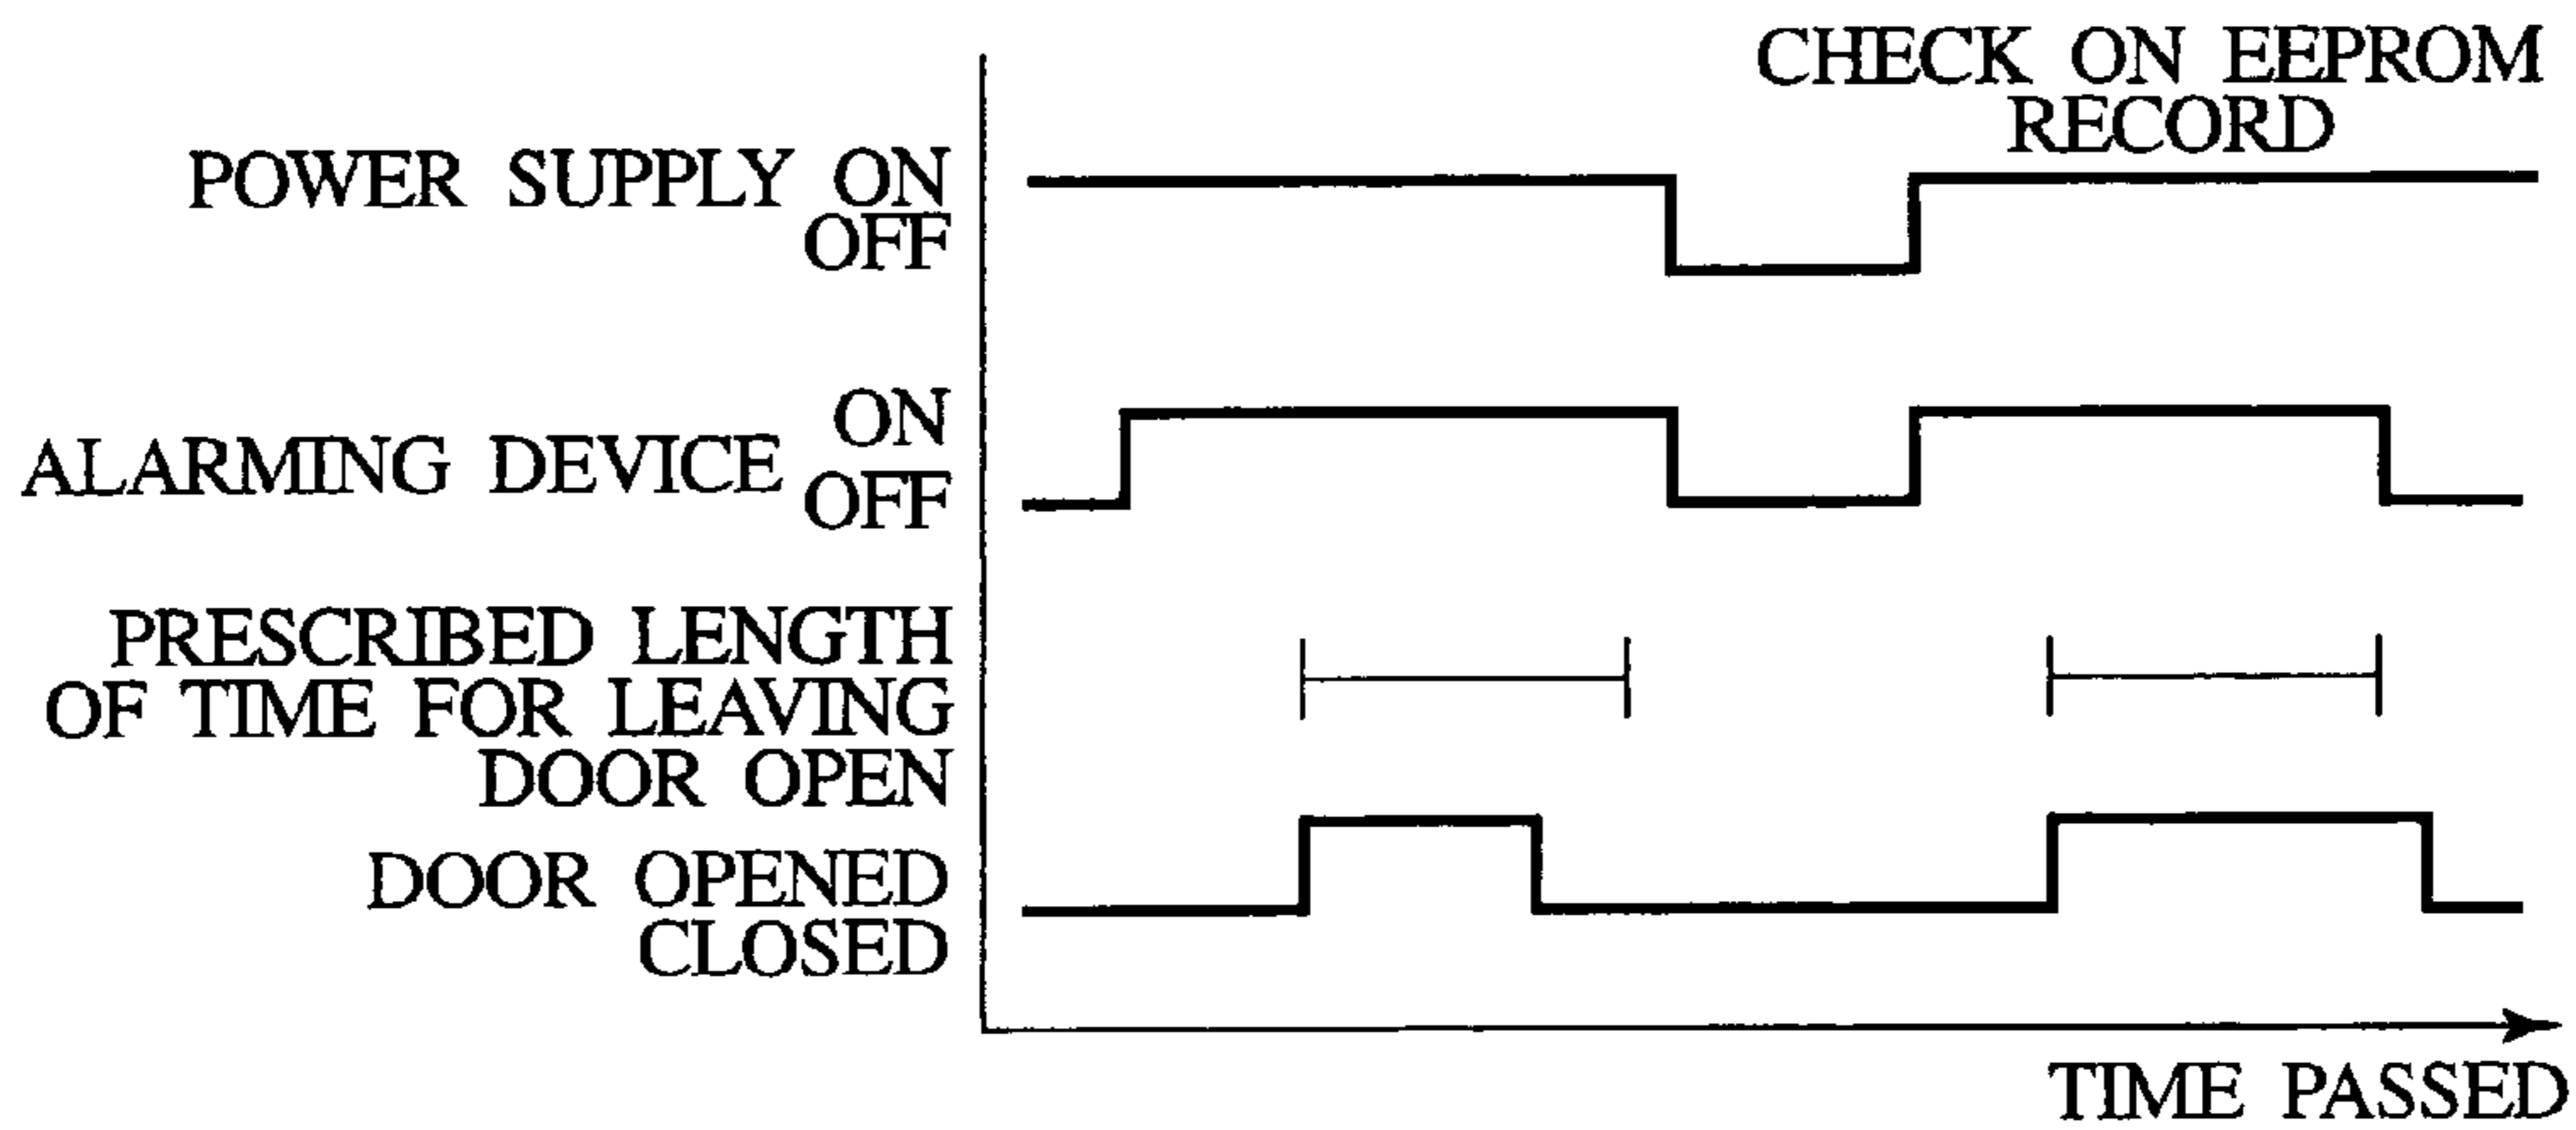 CHECK ON EEPROM
RECORD
POWER SUPPLY ON
OFF
ON
ALARMING DEVICE
OFF
PRESCRIBED LENGTH
OF TIME FOR LEAVING
DOOR OPEN
DOOR OPENED
CLOSED
TIME PASSED